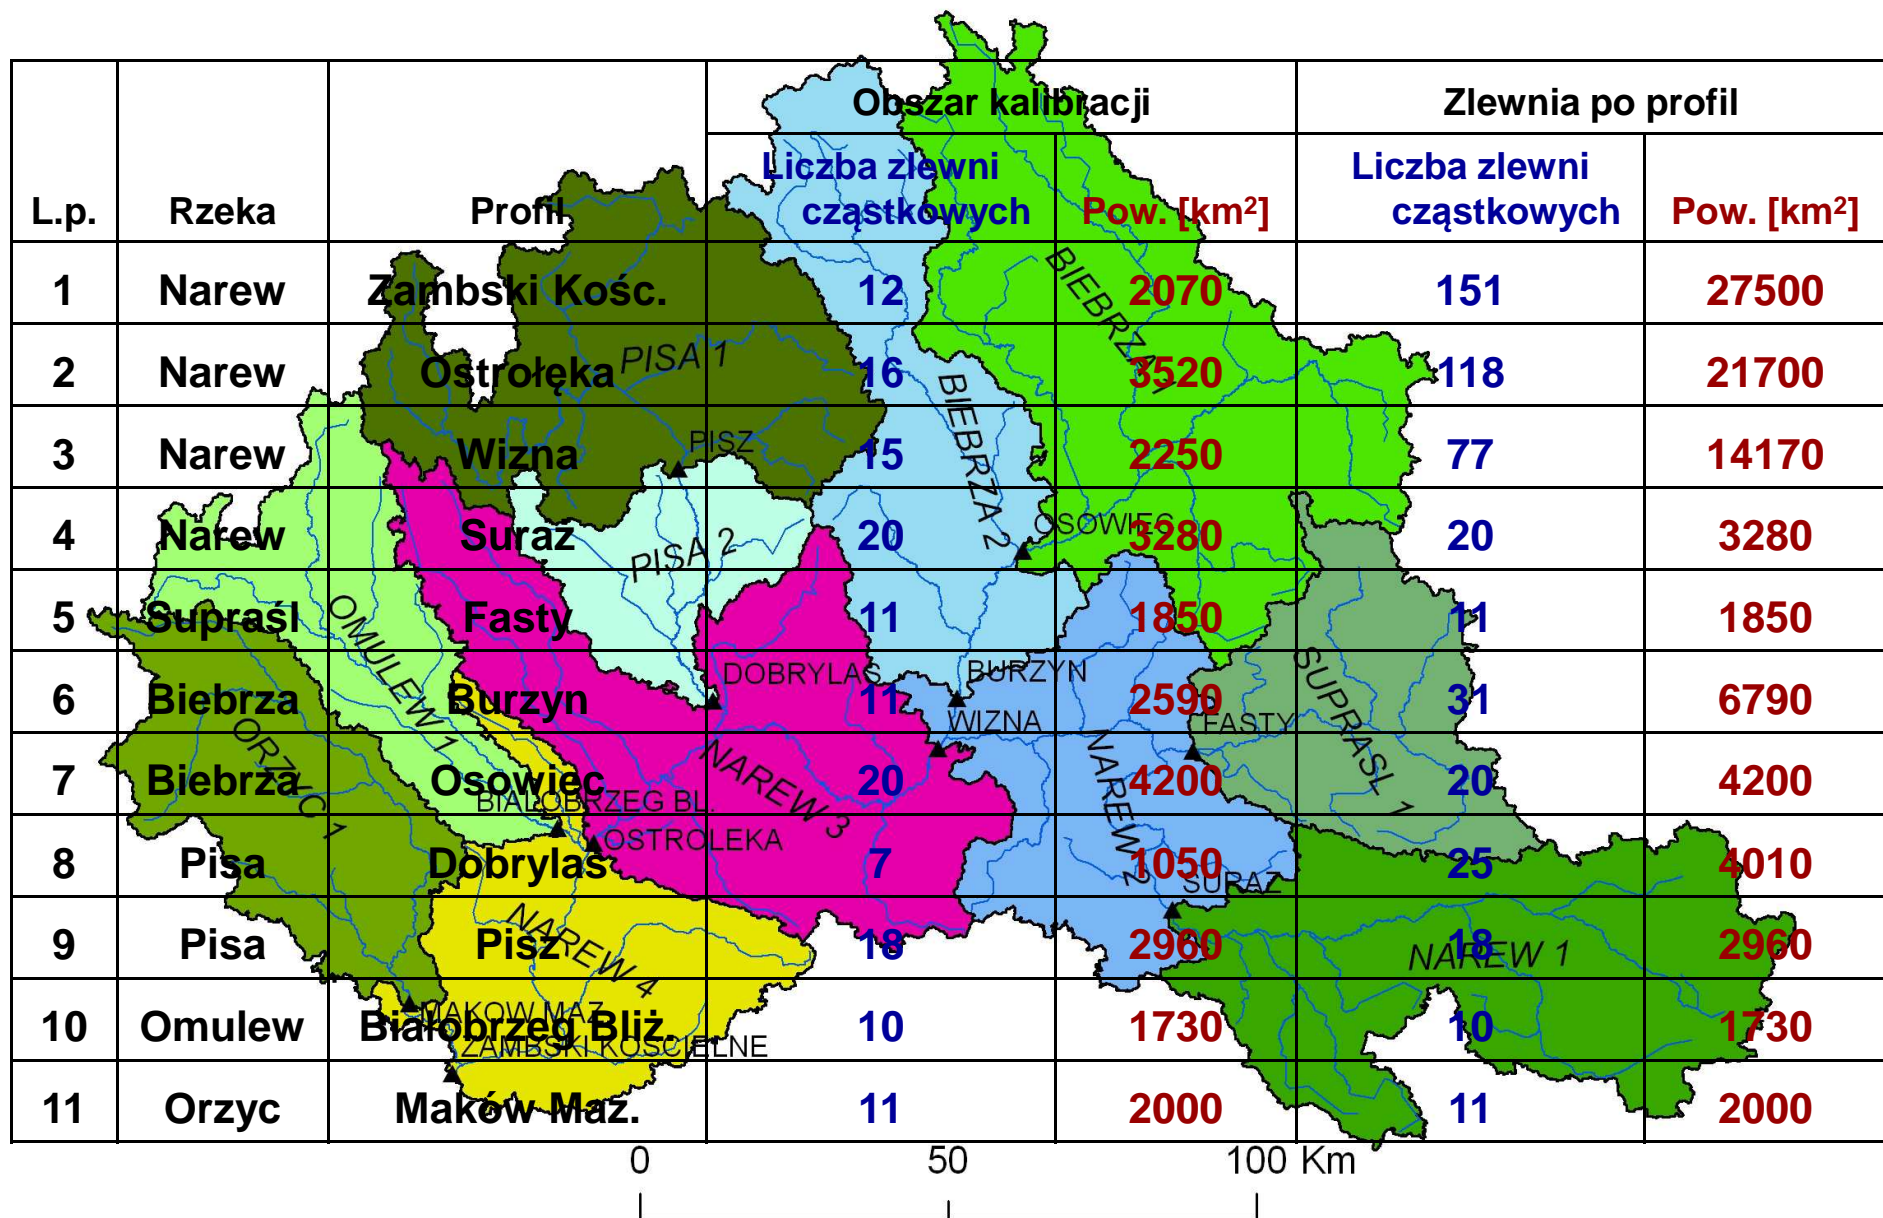 Obszar kalibracji Zlewnia po profil
L.p. Rzeka Profil Liczba zlewni cząstkowych Pow. [km²] Liczba zlewni cząstkowych Pow. [km²]
1 Narew Zambski Kośc. 12 2070 151 27500
2 Narew Ostrołęka 16 3520 118 21700
3 Narew Wizna 15 2250 77 14170
4 Narew Suraż 20 3280 20 3280
5 Supraśl Fasty 11 1850 11 1850
6 Biebrza Burzyn 11 2590 31 6790
7 Biebrza Osowiec 20 4200 20 4200
8 Pisa Dobrylas 7 1050 25 4010
9 Pisa Pisz 18 2960 18 2960
10 Omulew Białobrzeg Bliż. 10 1730 10 1730
11 Orzyc Maków Maz. 11 2000 11 2000
BIEBRZA 1
PISA 1
BIEBRZA 2
PISZ
OSOWIEC
PISA 2
OMULEW 1
DOBRYLAS
BURZYN
SUPRASL 1
WIZNA
FASTY
ORZYC 1
NAREW 3
NAREW 2
BIALOBRZEG BL.
OSTROLEKA
SURAZ
NAREW 4
NAREW 1
MAKOW MAZ.
ZAMBSKI KOSCIELNE
0 50 100 Km